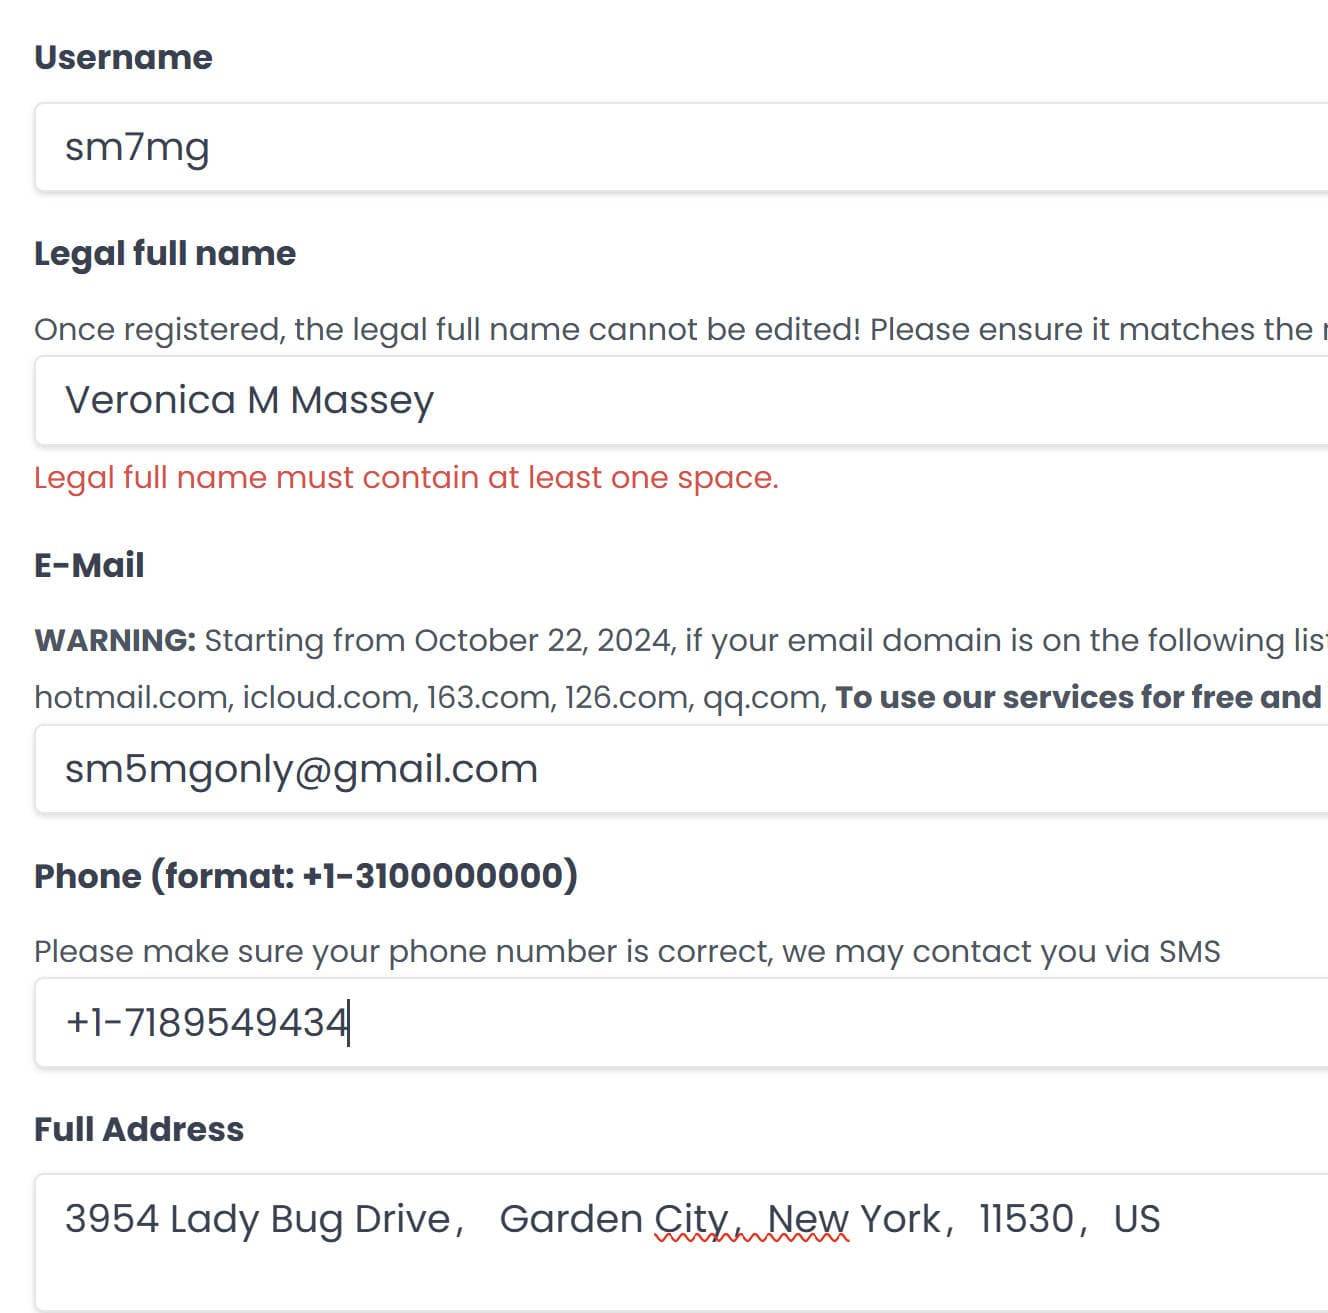 Username
sm7mg
Legal full name
Once registered, the legal full name cannot be edited! Please ensure it matches the
Veronica M Massey
Legal full name must contain at least one space.
E-Mail
WARNING: Starting from October 22, 2024, if your email domain is on the following list
hotmail.com, icloud.com, 163.com, 126.com, qq.com, To use our services for free and
sm5mgonly@gmail.com
Phone (format: +1-3100000000)
Please make sure your phone number is correct, we may contact you via SMS
+1-7189549434
Full Address
3954 Lady Bug Drive， Garden City，New York，11530，US